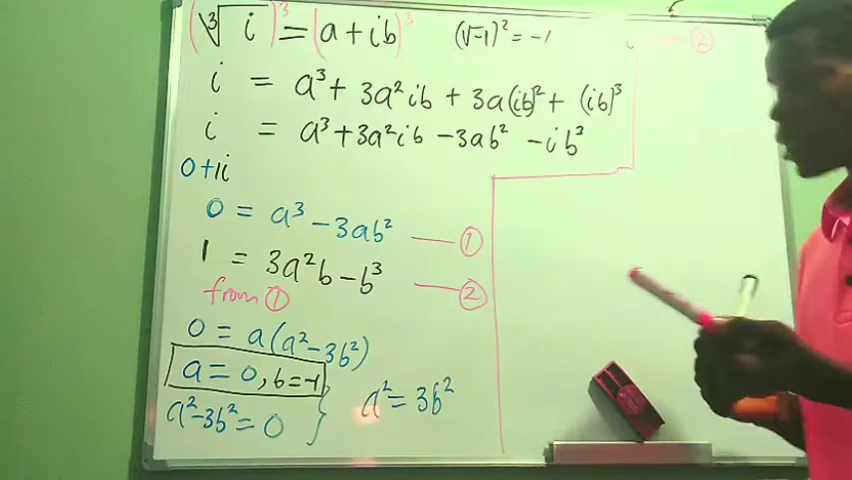 (∛i)³ = (a + ib)³
(√-1)² = -1
i = a³ + 3a²ib + 3a(ib)² + (ib)³
i = a³ + 3a²ib - 3ab² - ib³
0 + 1i
0 = a³ - 3ab² — ①
1 = 3a²b - b³ — ②
from ①
0 = a(a² - 3b²)
a = 0, b = -1
a² - 3b² = 0 } a² = 3b²
②